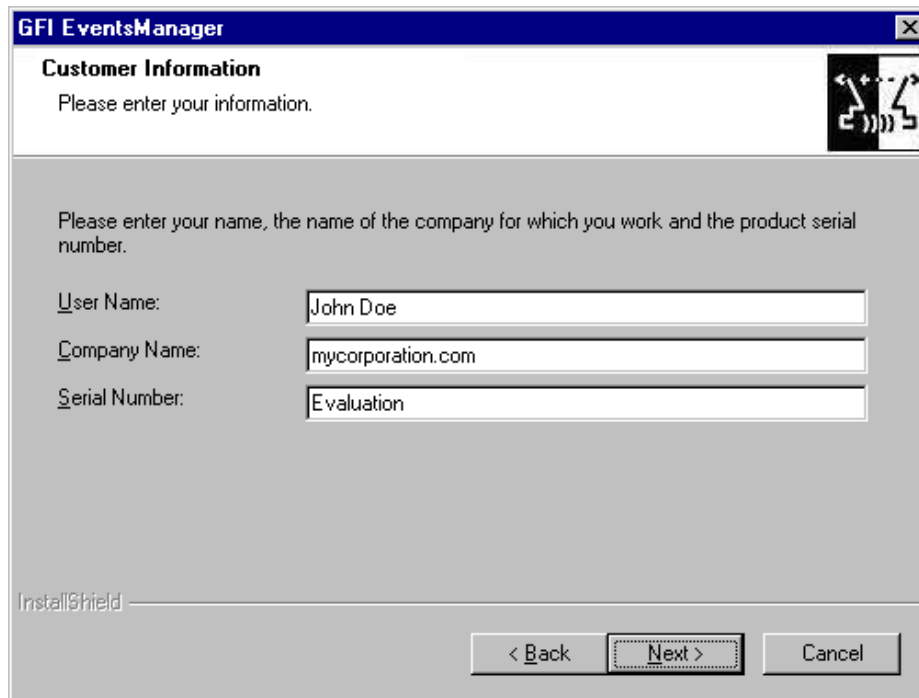 GFI EventsManager
Customer Information
Please enter your information.
Please enter your name, the name of the company for which you work and the product serial
number.
User Name:
John Doe
Company Name:
mycorporation.com
Serial Number:
Evaluation
InstallShield
< Back
Next >
Cancel